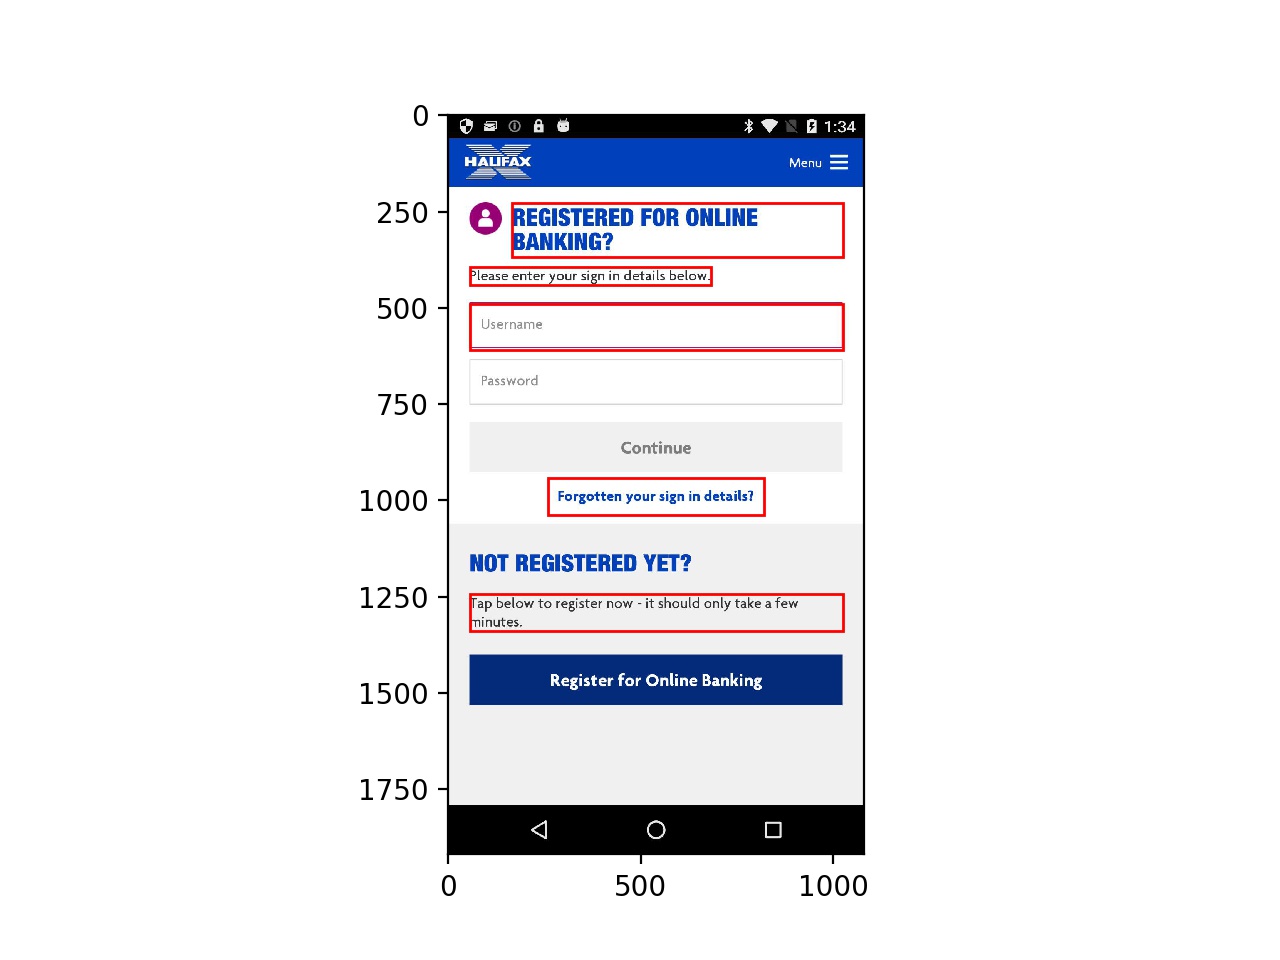 0
250
500
750
1000
1250
1500
1750
1:34
HALIFAX
Menu
REGISTERED FOR ONLINE
BANKING?
Please enter your sign in details below.
Username
Password
Continue
Forgotten your sign in details?
NOT REGISTERED YET?
Tap below to register now - it should only take a few
minutes.
Register for Online Banking
0 500 1000